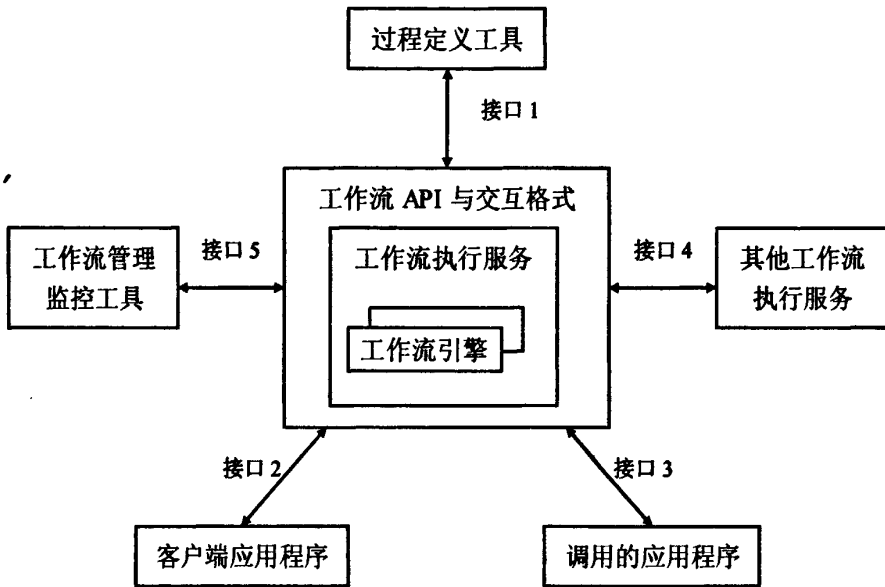 过程定义工具
接口 1
工作流 API 与交互格式
工作流管理
监控工具
接口 5
工作流执行服务
工作流引擎
接口 4
其他工作流
执行服务
接口 2
接口 3
客户端应用程序
调用的应用程序